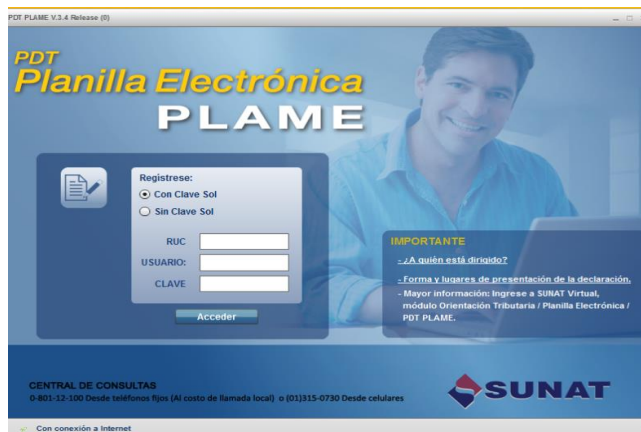 PDT PLAME V.3.4 Release (0)
PDT
Planilla Electrónica
PLAME
Registrese:
Con Clave Sol
Sin Clave Sol
RUC
USUARIO:
CLAVE
Acceder
IMPORTANTE
- ¿A quién está dirigido?
- Forma y lugares de presentación de la declaración.
- Mayor información: Ingrese a SUNAT Virtual,
módulo Orientación Tributaria / Planilla Electrónica /
PDT PLAME.
CENTRAL DE CONSULTAS
0-801-12-100 Desde teléfonos fijos (Al costo de llamada local) o (01)315-0730 Desde celulares
SUNAT
Con conexión a Internet